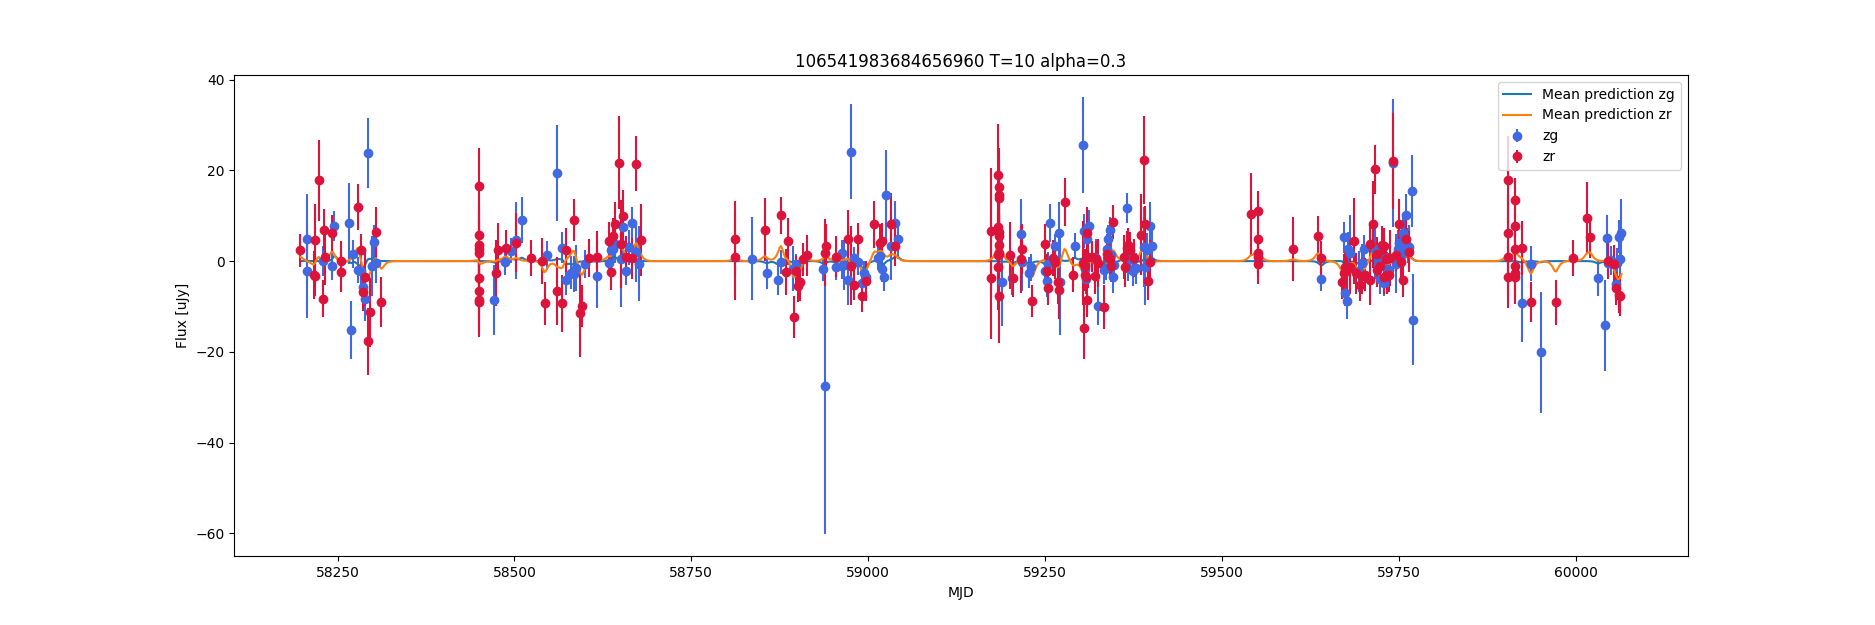 106541983684656960 T=10 alpha=0.3
40
20
0
−20
−40
−60
Flux [uJy]
58250
58500
58750
59000
59250
59500
59750
60000
MJD
Mean prediction zg
Mean prediction zr
zg
zr